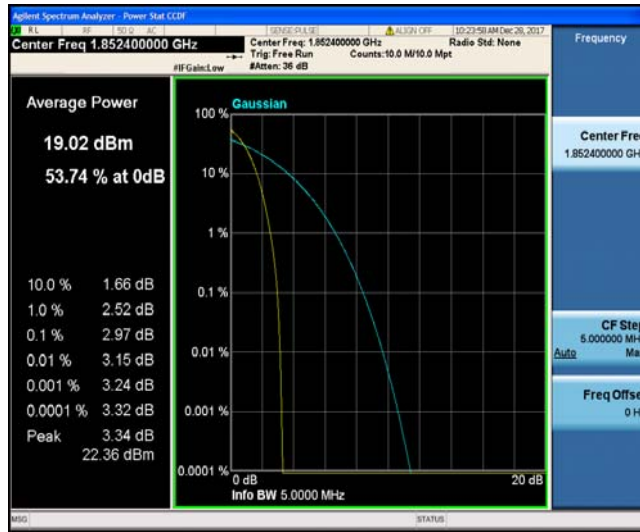 Agilent Spectrum Analyzer - Power Stat CCDF
RL RF 50 Ω AC SENSE:PULSE ALIGN OFF 10:23:58 AM Dec 28, 2017
Center Freq 1.852400000 GHz
Center Freq: 1.852400000 GHz Radio Std: None
Trig: Free Run Counts:10.0 M/10.0 Mpt
#IFGain:Low #Atten: 36 dB
Frequency
Average Power
19.02 dBm
53.74 % at 0dB
10.0 % 1.66 dB
1.0 % 2.52 dB
0.1 % 2.97 dB
0.01 % 3.15 dB
0.001 % 3.24 dB
0.0001 % 3.32 dB
Peak 3.34 dB
22.36 dBm
Gaussian
100 %
10 %
1 %
0.1 %
0.01 %
0.001 %
0.0001 %
0 dB 20 dB
Info BW 5.0000 MHz
Center Fre
1.852400000 GH
CF Step
5.000000 MH
Auto Ma
Freq Offse
0 H
MSG STATUS